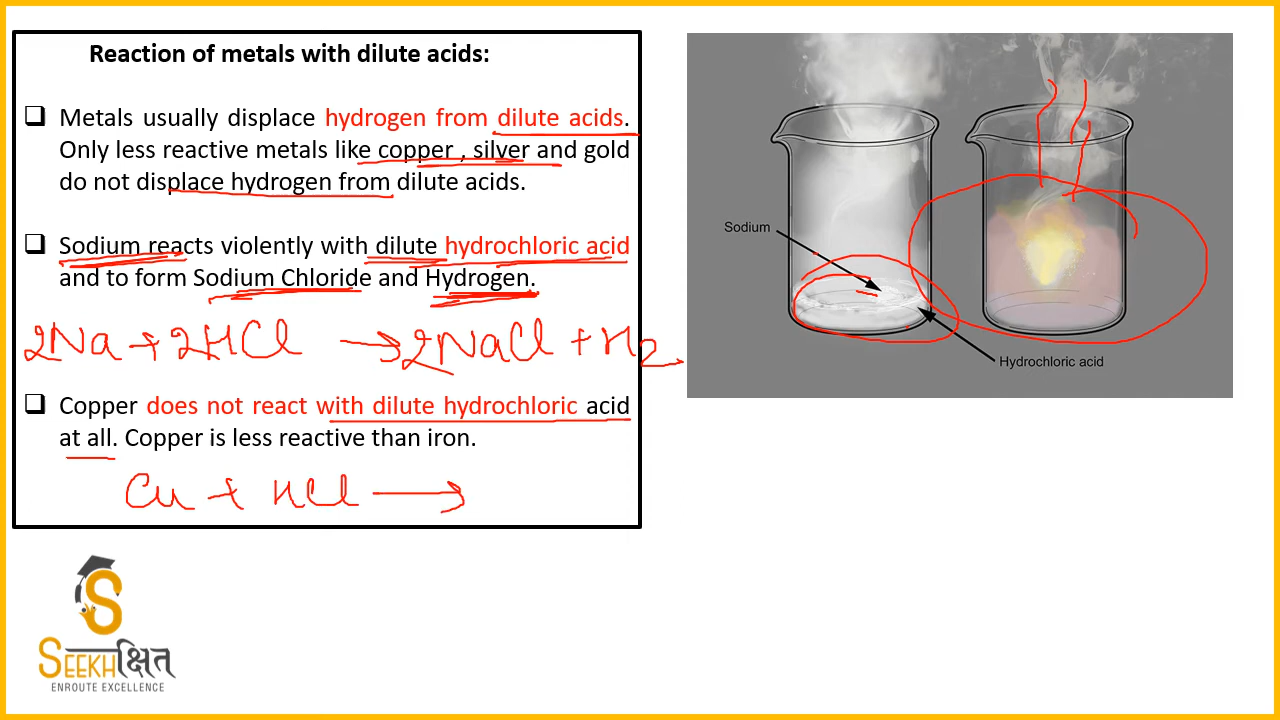 Reaction of metals with dilute acids:
Metals usually displace hydrogen from dilute acids.
Only less reactive metals like copper , silver and gold
do not displace hydrogen from dilute acids.
Sodium reacts violently with dilute hydrochloric acid
and to form Sodium Chloride and Hydrogen.
2Na + 2HCl → 2NaCl + H2
Copper does not react with dilute hydrochloric acid
at all. Copper is less reactive than iron.
Cu + HCl →
Sodium
Hydrochloric acid
S
SEEKHक्षित
ENROUTE EXCELLENCE